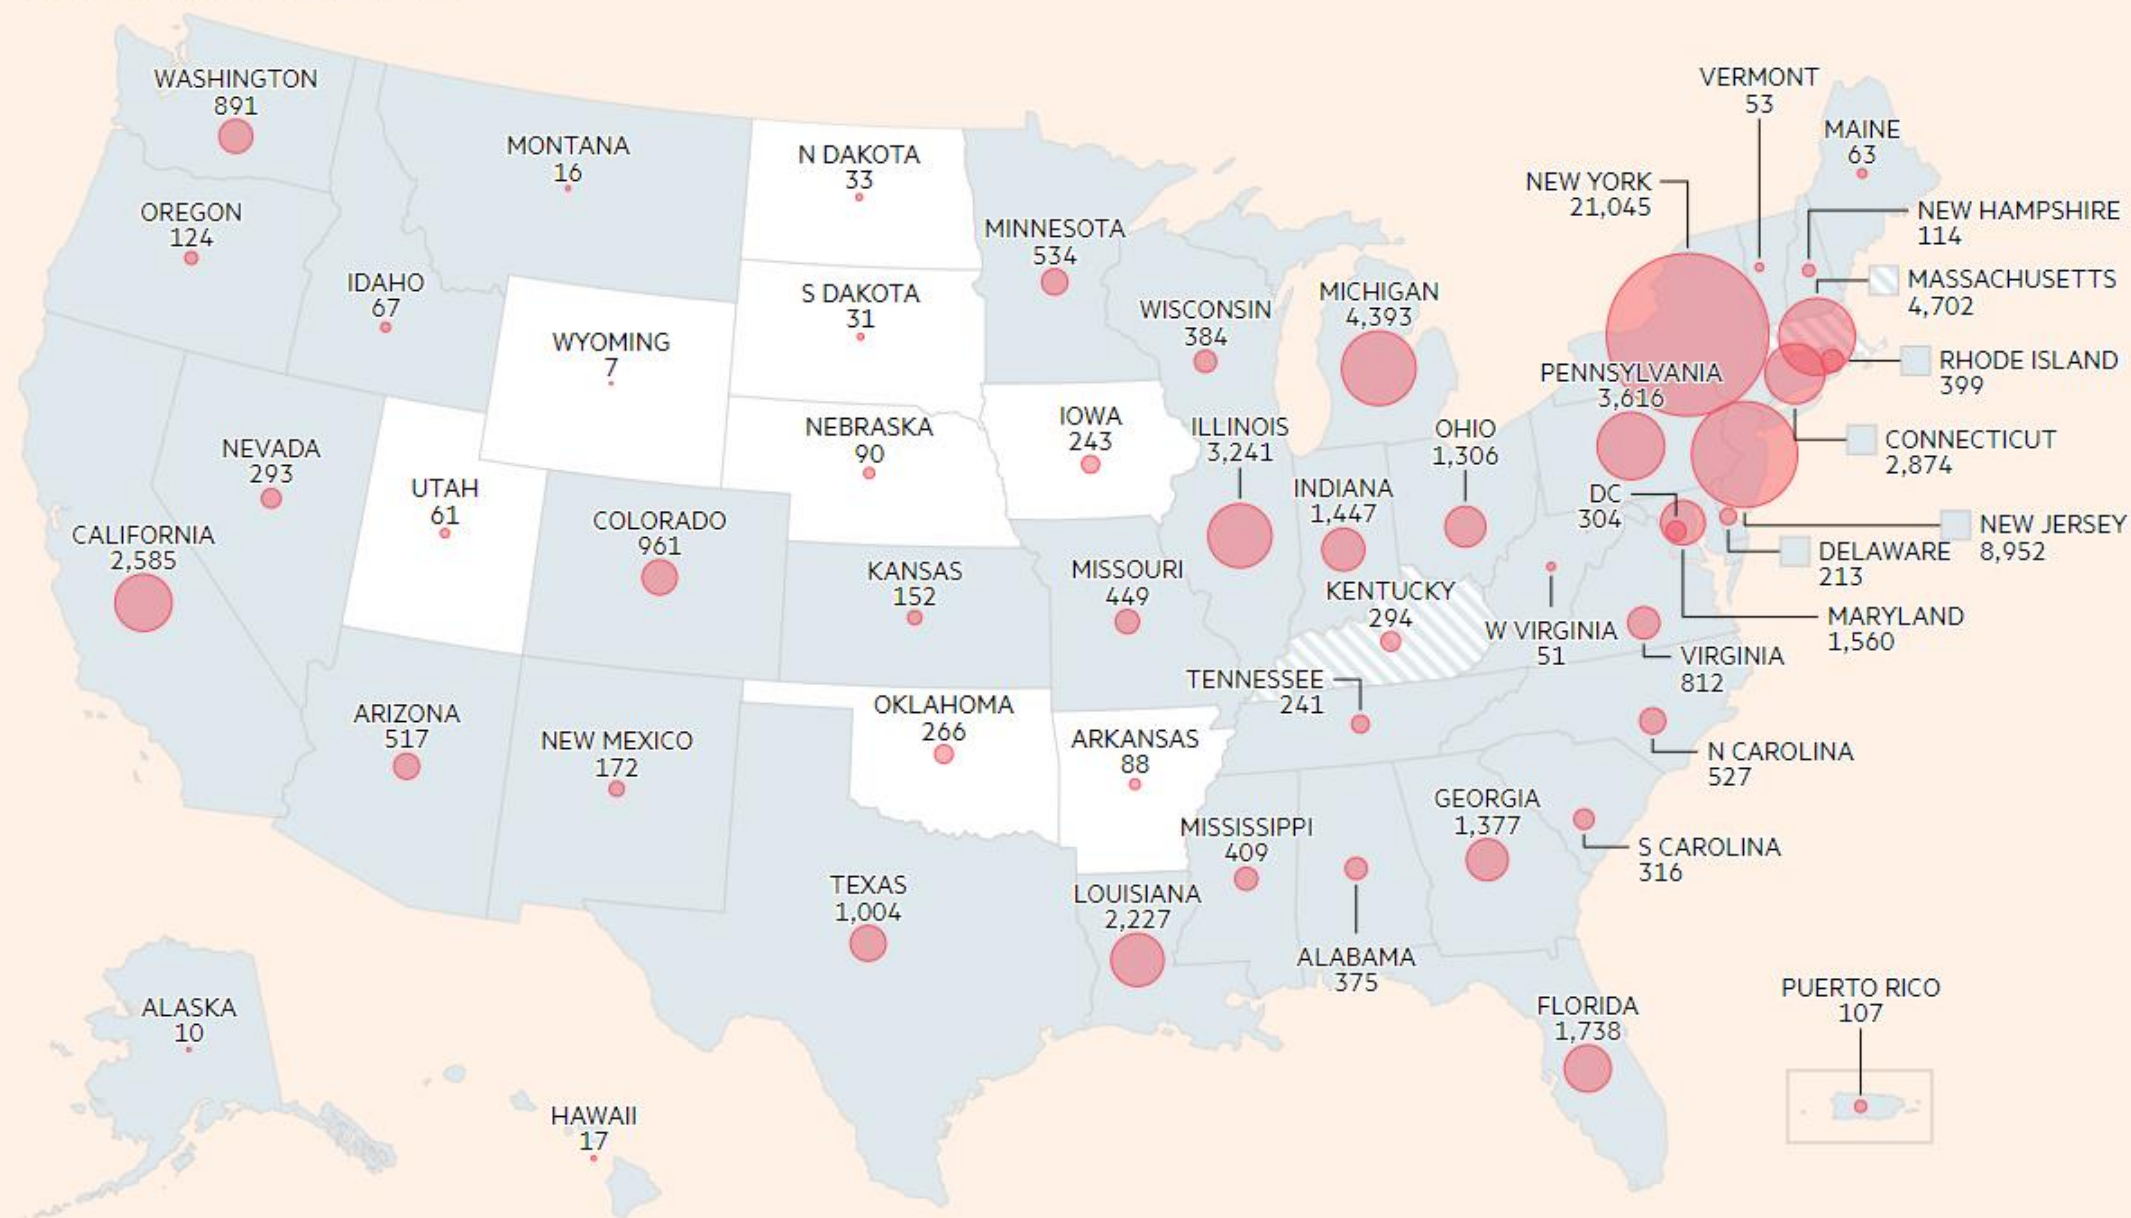 WASHINGTON
891
OREGON
124
IDAHO
67
MONTANA
16
N DAKOTA
33
S DAKOTA
31
WYOMING
7
MINNESOTA
534
WISCONSIN
384
MICHIGAN
4,393
VERMONT
53
MAINE
63
NEW YORK
21,045
NEW HAMPSHIRE
114
MASSACHUSETTS
4,702
RHODE ISLAND
399
CONNECTICUT
2,874
PENNSYLVANIA
3,616
NEW JERSEY
8,952
DELAWARE
213
DC
304
MARYLAND
1,560
NEVADA
293
CALIFORNIA
2,585
UTAH
61
COLORADO
961
NEBRASKA
90
IOWA
243
ILLINOIS
3,241
INDIANA
1,447
OHIO
1,306
KANSAS
152
MISSOURI
449
KENTUCKY
294
W VIRGINIA
51
VIRGINIA
812
TENNESSEE
241
N CAROLINA
527
S CAROLINA
316
ARIZONA
517
NEW MEXICO
172
OKLAHOMA
266
ARKANSAS
88
MISSISSIPPI
409
GEORGIA
1,377
TEXAS
1,004
LOUISIANA
2,227
ALABAMA
375
FLORIDA
1,738
PUERTO RICO
107
ALASKA
10
HAWAII
17